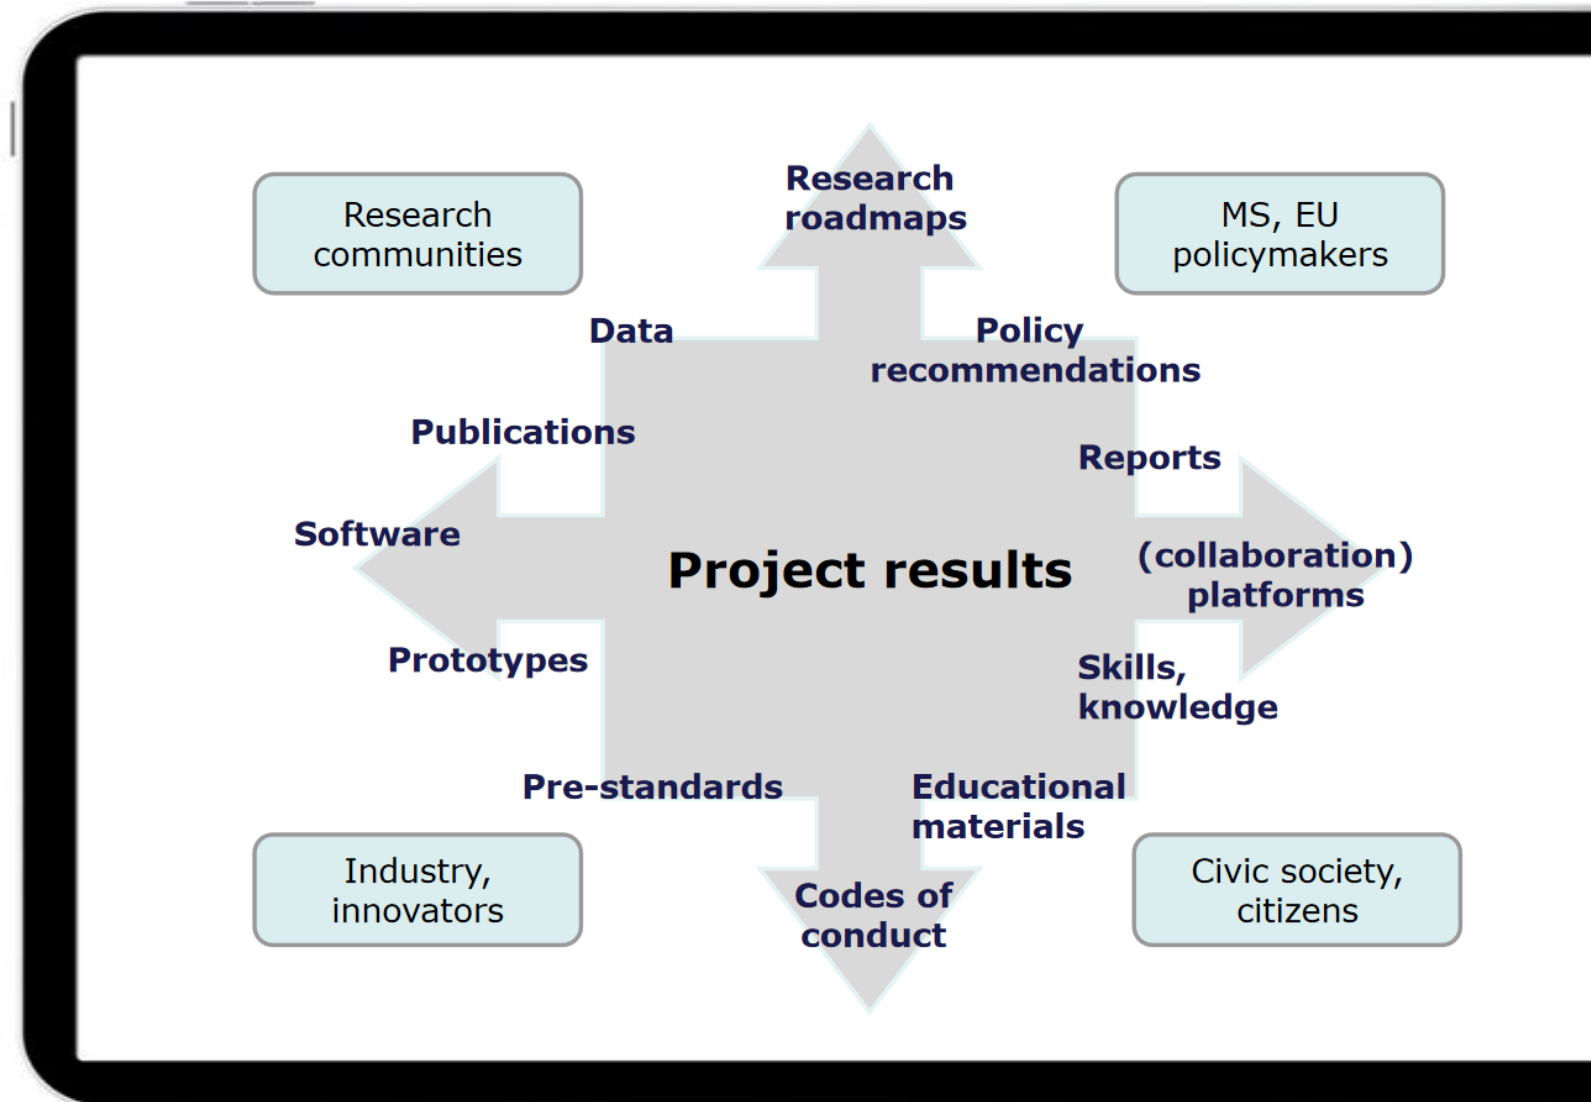 Research
roadmaps
Research
communities
MS, EU
policymakers
Data
Policy
recommendations
Publications
Reports
Software
Project results
(collaboration)
platforms
Prototypes
Skills,
knowledge
Pre-standards
Educational
materials
Industry,
innovators
Codes of
conduct
Civic society,
citizens